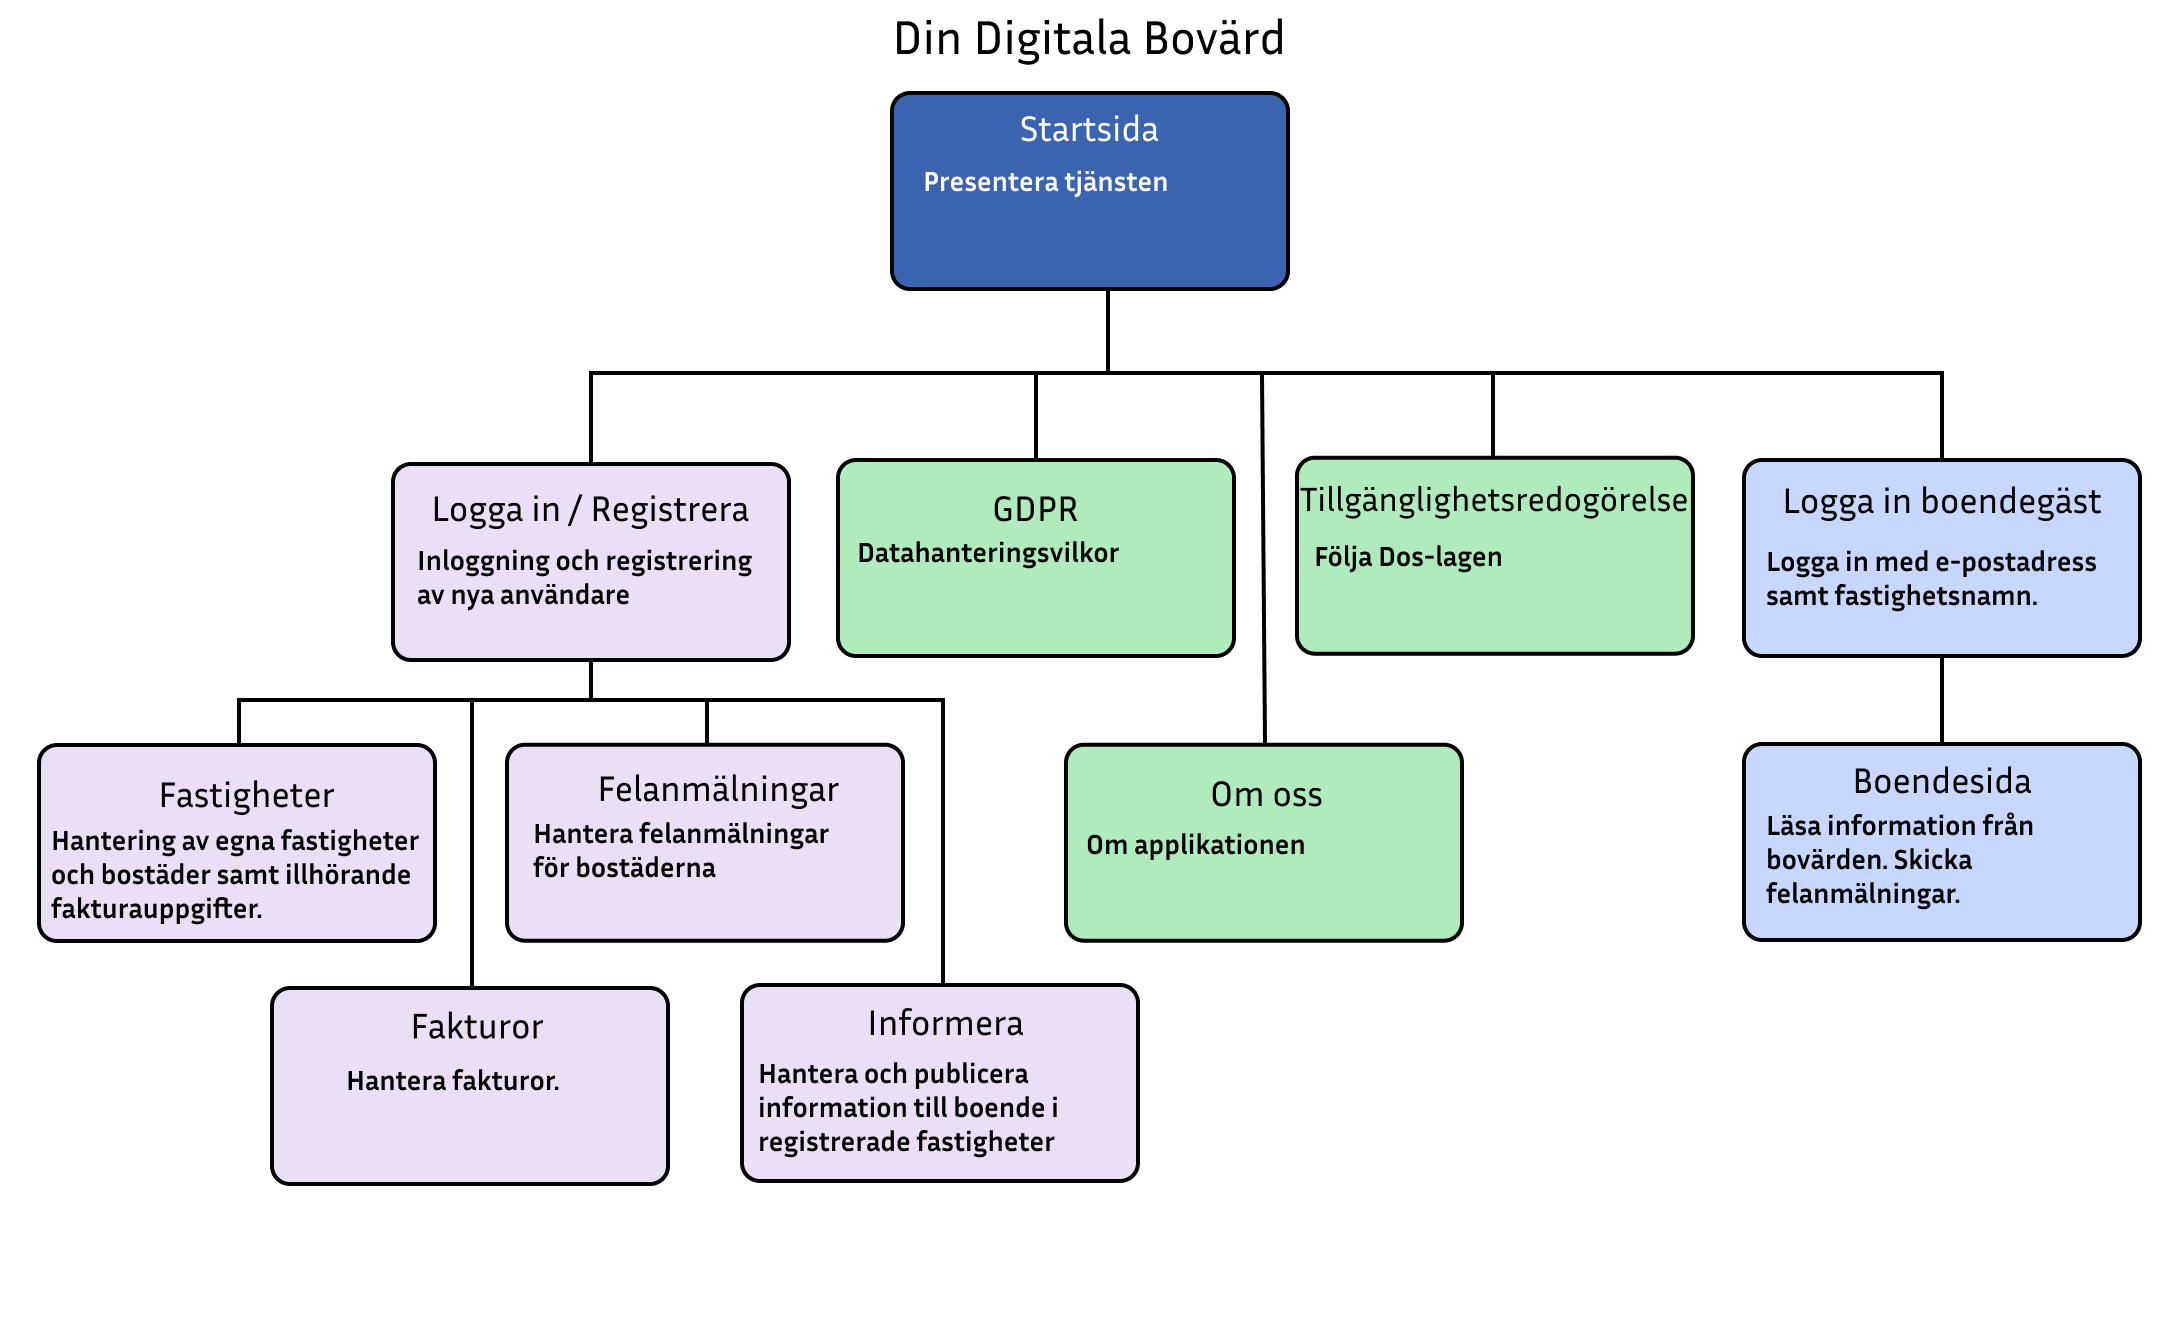 Din Digitala Bovärd
Startsida
Presentera tjänsten
Logga in / Registrera
Inloggning och registrering
av nya användare
GDPR
Datahanteringsvilkor
Tillgänglighetsredogörelse
Följa Dos-lagen
Logga in boendegäst
Logga in med e-postadress
samt fastighetsnamn.
Fastigheter
Hantering av egna fastigheter
och bostäder samt illhörande
fakturauppgifter.
Felanmälningar
Hantera felanmälningar
för bostäderna
Om oss
Om applikationen
Boendesida
Läsa information från
bovärden. Skicka
felanmälningar.
Fakturor
Hantera fakturor.
Informera
Hantera och publicera
information till boende i
registrerade fastigheter